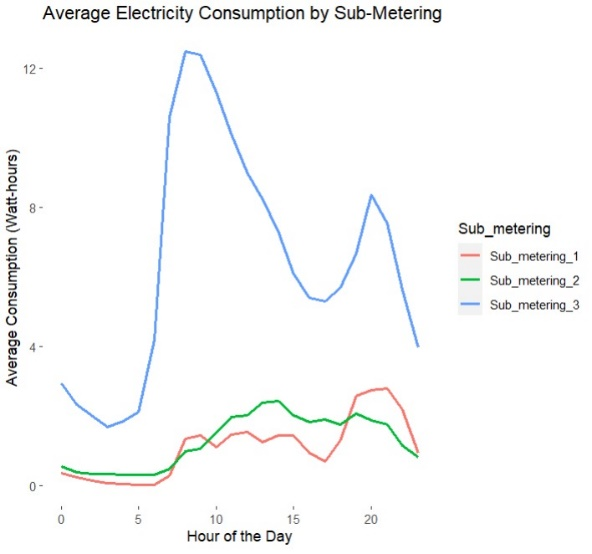 Average Electricity Consumption by Sub-Metering
12
8
4
0
Average Consumption (Watt-hours)
0 5 10 15 20
Hour of the Day
Sub_metering
Sub_metering_1
Sub_metering_2
Sub_metering_3